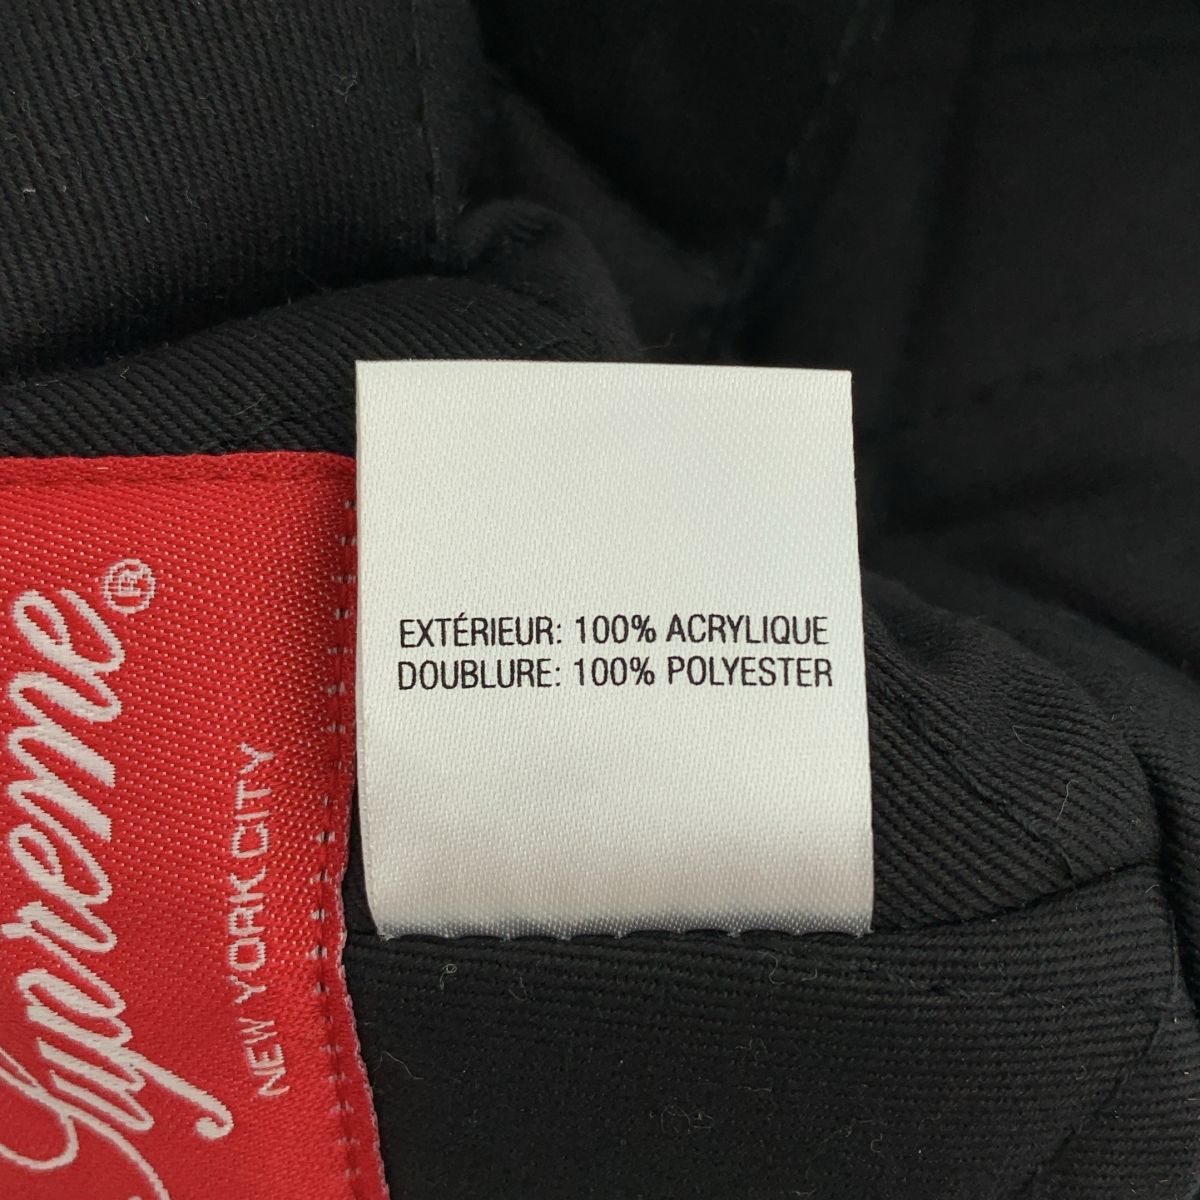 EXTÉRIEUR: 100% ACRYLIQUE
DOUBLURE: 100% POLYESTER
Supreme®
NEW YORK CITY